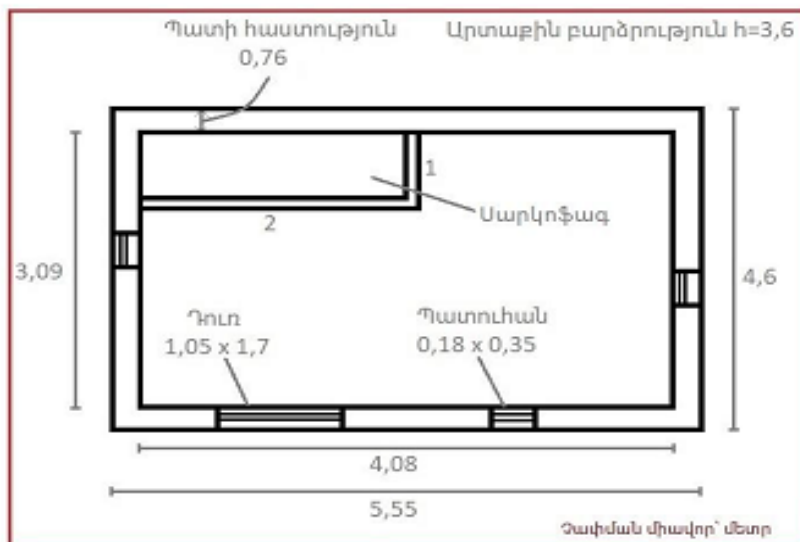 Պատի հաստություն
0,76
Արտաքին բարձրություն h=3,6
1
Սարկոֆագ
2
3,09
4,6
Դուռ
1,05 x 1,7
Պատուհան
0,18 x 0,35
4,08
5,55
Չափման միավոր՝ մետր